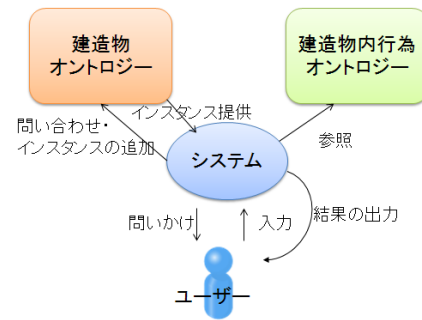 建造物
オントロジー
建造物内行為
オントロジー
インスタンス提供
問い合わせ・
インスタンスの追加
システム
参照
問いかけ
入力
結果の出力
ユーザー